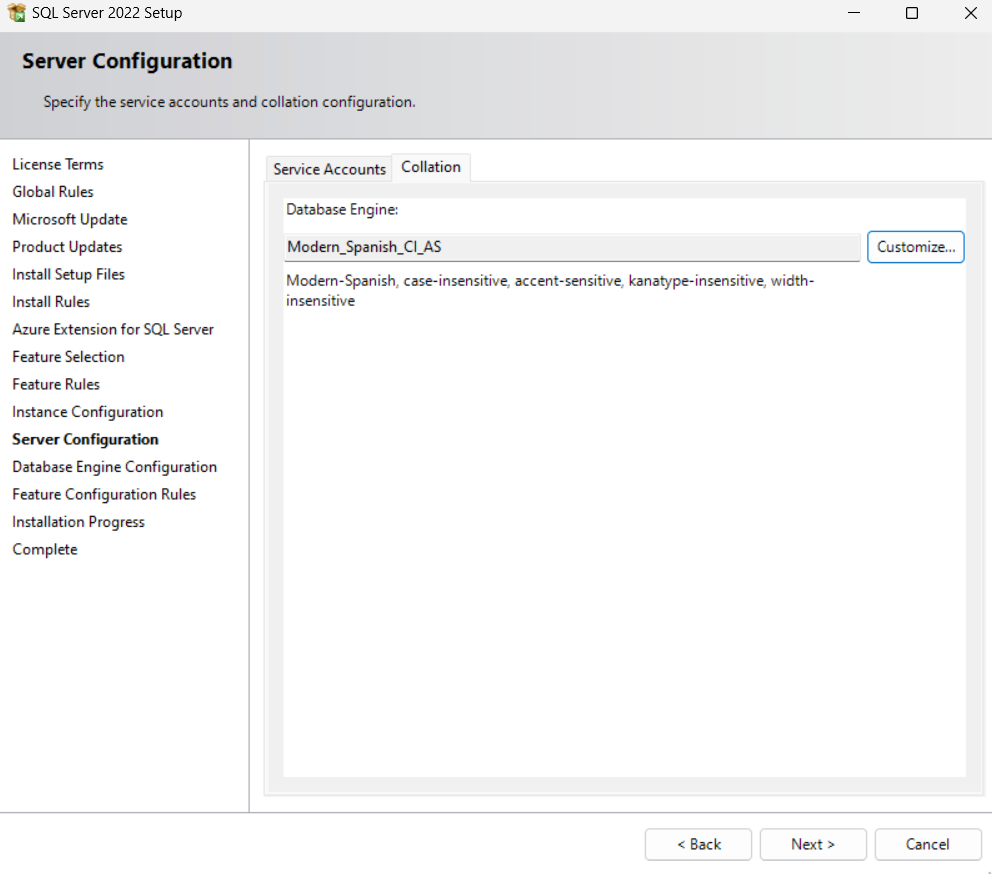 SQL Server 2022 Setup
Server Configuration
Specify the service accounts and collation configuration.
License Terms
Global Rules
Microsoft Update
Product Updates
Install Setup Files
Install Rules
Azure Extension for SQL Server
Feature Selection
Feature Rules
Instance Configuration
Server Configuration
Database Engine Configuration
Feature Configuration Rules
Installation Progress
Complete
Service Accounts Collation
Database Engine:
Modern_Spanish_CI_AS Customize...
Modern-Spanish, case-insensitive, accent-sensitive, kanatype-insensitive, width-
insensitive
< Back Next > Cancel